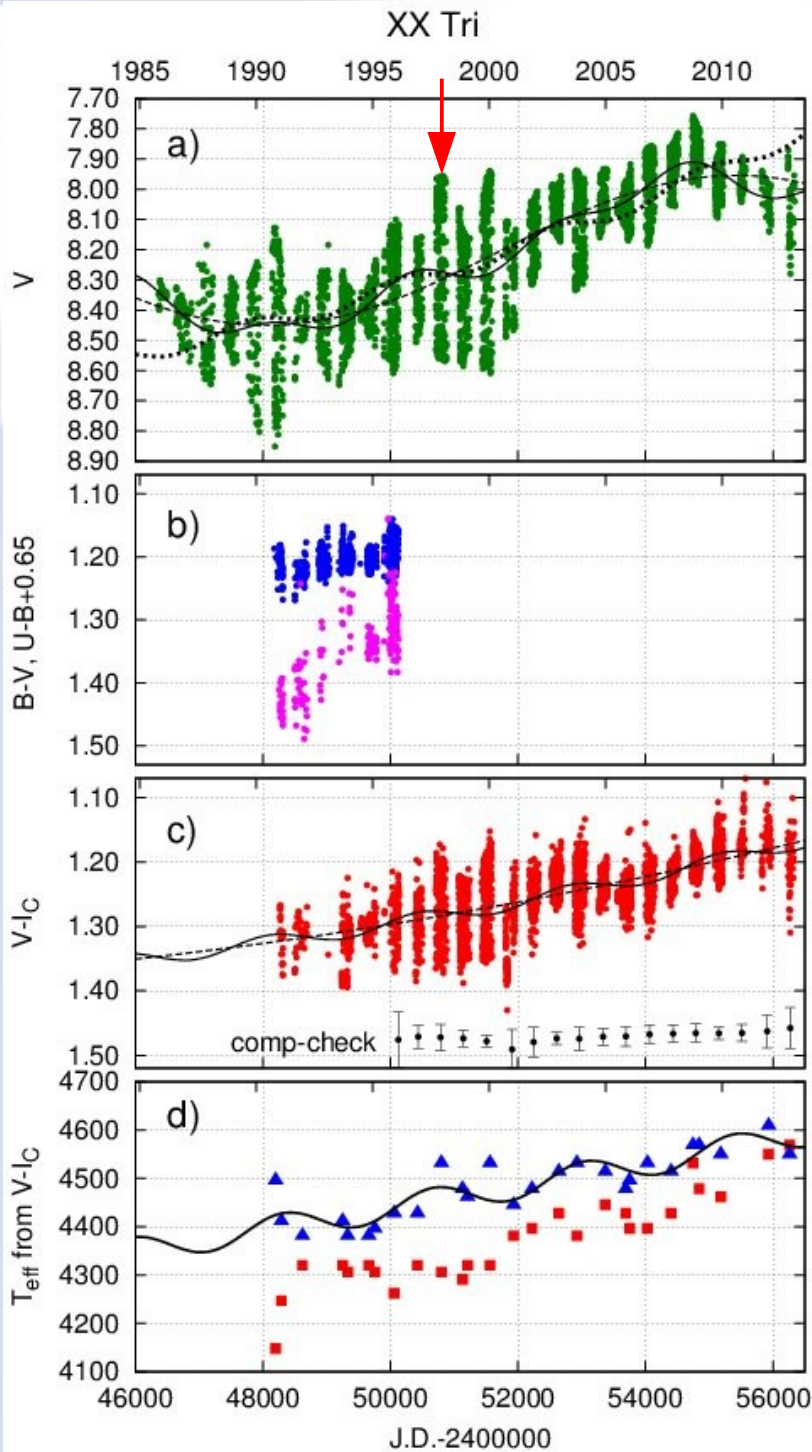 XX Tri
1985 1990 1995 2000 2005 2010
7.70
7.80
7.90
8.00
8.10
8.20
8.30
8.40
8.50
8.60
8.70
8.80
8.90
V
a)
1.10
1.20
1.30
1.40
1.50
B-V, U-B+0.65
b)
1.10
1.20
1.30
1.40
1.50
V-I_C
c)
comp-check
4700
4600
4500
4400
4300
4200
4100
T_eff from V-I_C
d)
46000 48000 50000 52000 54000 56000
J.D.-2400000